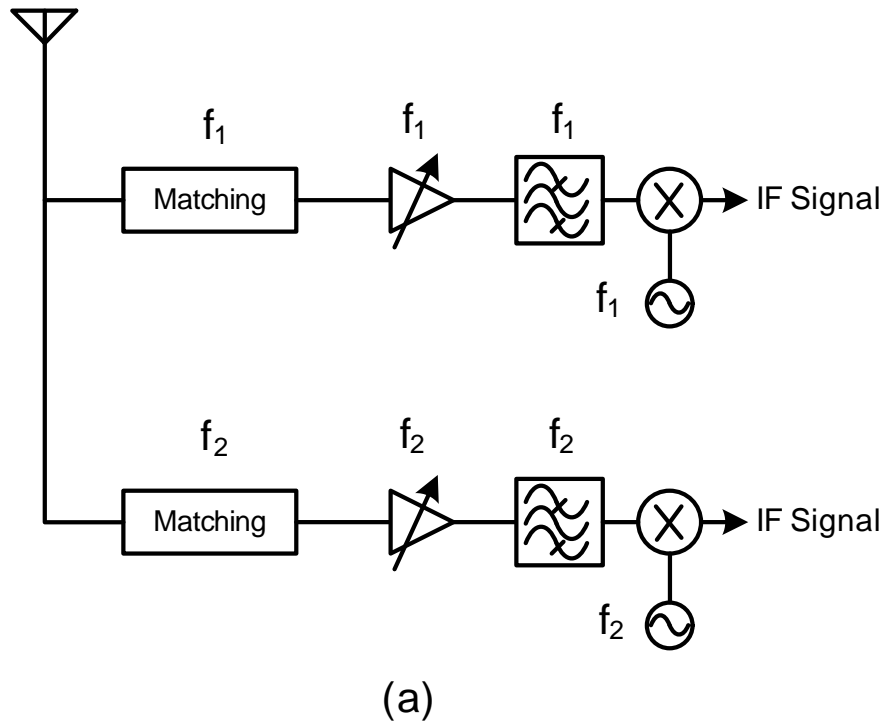 f₁ f₁ f₁
Matching
IF Signal
f₁
f₂ f₂ f₂
Matching
IF Signal
f₂
(a)